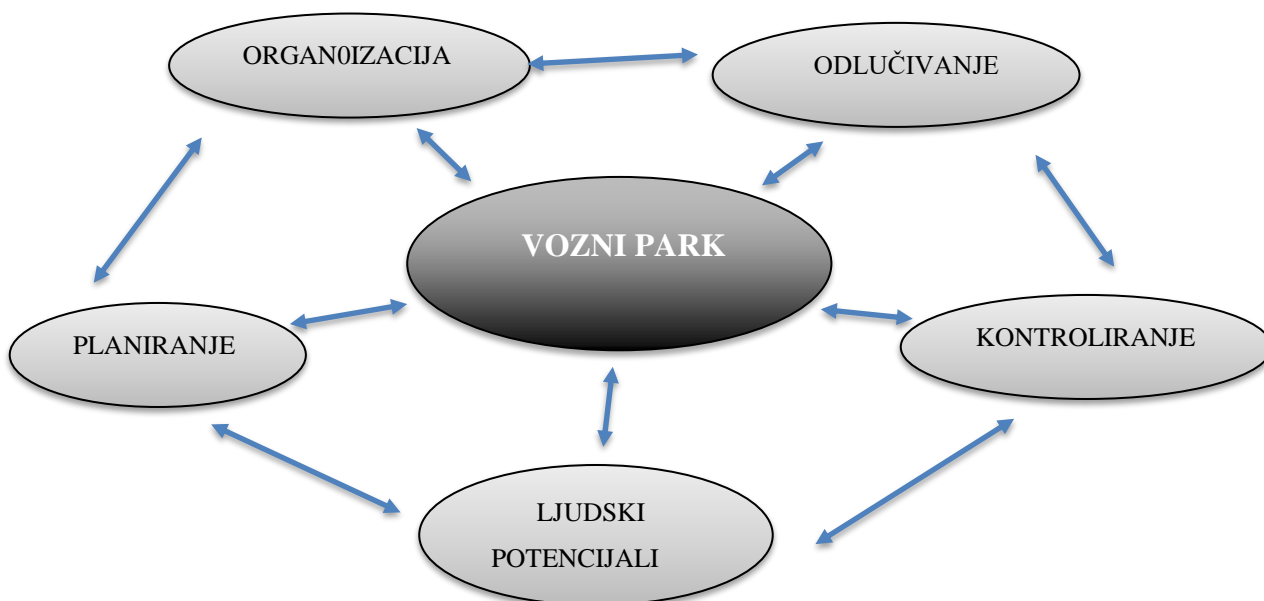 ORGAN0IZACIJA
ODLUČIVANJE
VOZNI PARK
PLANIRANJE
KONTROLIRANJE
LJUDSKI
POTENCIJALI